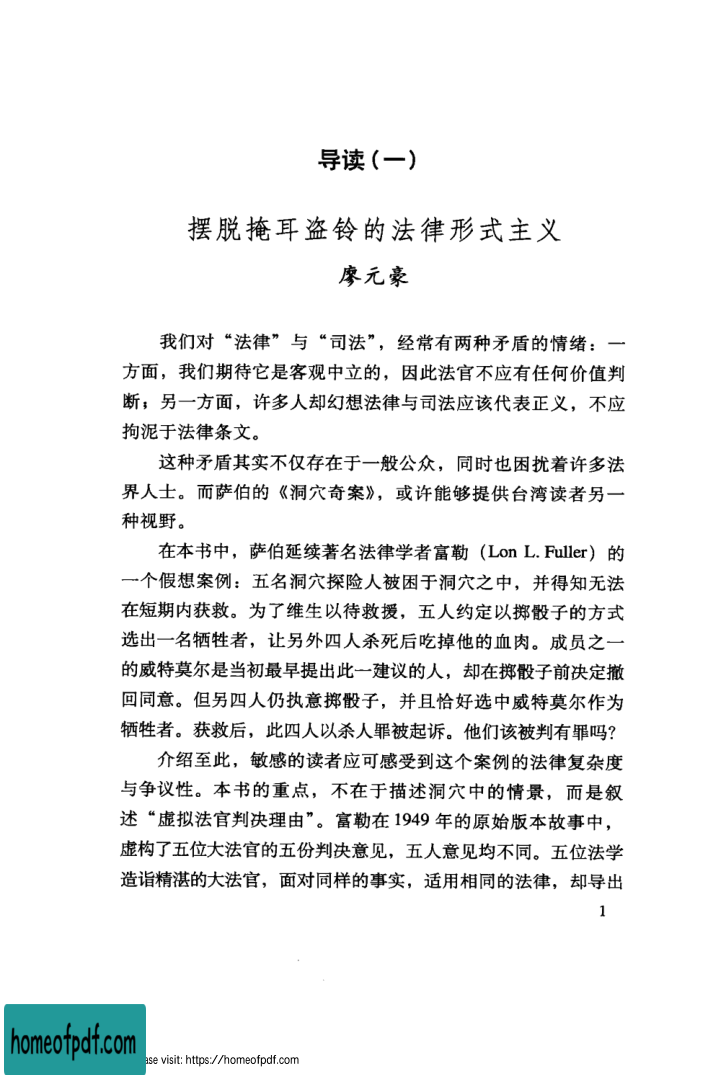 导读(一)
摆脱掩耳盗铃的法律形式主义
廖元豪
我们对“法律”与“司法”，经常有两种矛盾的情绪：一
方面，我们期待它是客观中立的，因此法官不应有任何价值判
断；另一方面，许多人却幻想法律与司法应该代表正义，不应
拘泥于法律条文。
这种矛盾其实不仅存在于一般公众，同时也困扰着许多法
界人士。而萨伯的《洞穴奇案》，或许能够提供台湾读者另一
种视野。
在本书中，萨伯延续著名法律学者富勒（Lon L. Fuller）的
一个假想案例：五名洞穴探险人被困于洞穴之中，并得知无法
在短期内获救。为了维生以待救援，五人约定以掷骰子的方式
选出一名牺牲者，让另外四人杀死后吃掉他的血肉。成员之一
的威特莫尔是当初最早提出此一建议的人，却在掷骰子前决定撤
回同意。但另四人仍执意掷骰子，并且恰好选中威特莫尔作为
牺牲者。获救后，此四人以杀人罪被起诉。他们该被判有罪吗？
介绍至此，敏感的读者应可感受到这个案例的法律复杂度
与争议性。本书的重点，不在于描述洞穴中的情景，而是叙
述“虚拟法官判决理由”。富勒在 1949 年的原始版本故事中，
虚构了五位大法官的五份判决意见，五人意见均不同。五位法学
造诣精湛的大法官，面对同样的事实，适用相同的法律，却导出
1
homeofpdf.com
ase visit: https://homeofpdf.com